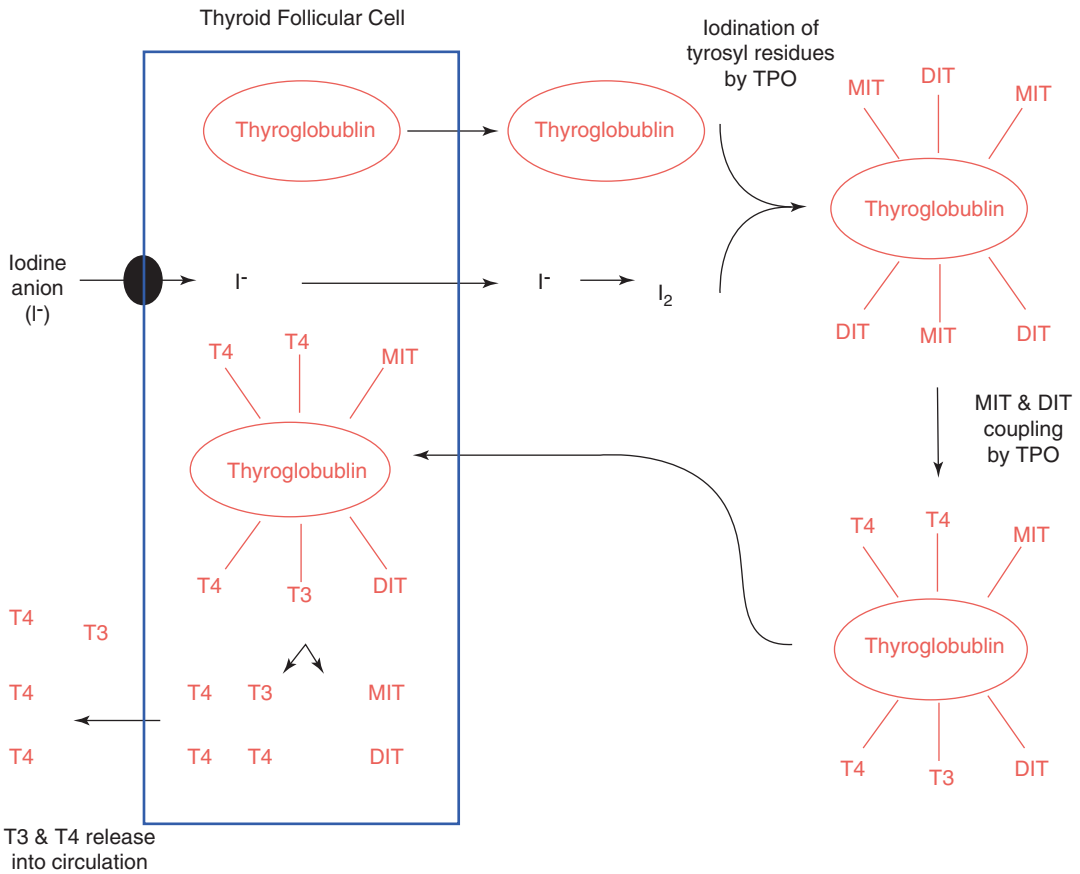 Thyroid Follicular Cell
Iodination of
tyrosyl residues
by TPO
Thyroglobublin
Thyroglobublin
MIT
DIT
MIT
Thyroglobublin
DIT
MIT
DIT
Iodine
anion
(I-)
I-
I-
I2
MIT & DIT
coupling
by TPO
T4
T4
MIT
Thyroglobublin
T4
T3
DIT
T4
T4
MIT
Thyroglobublin
T4
T3
DIT
T4
T3
MIT
T4
T4
DIT
T4
T3
T4
T4
T3 & T4 release
into circulation